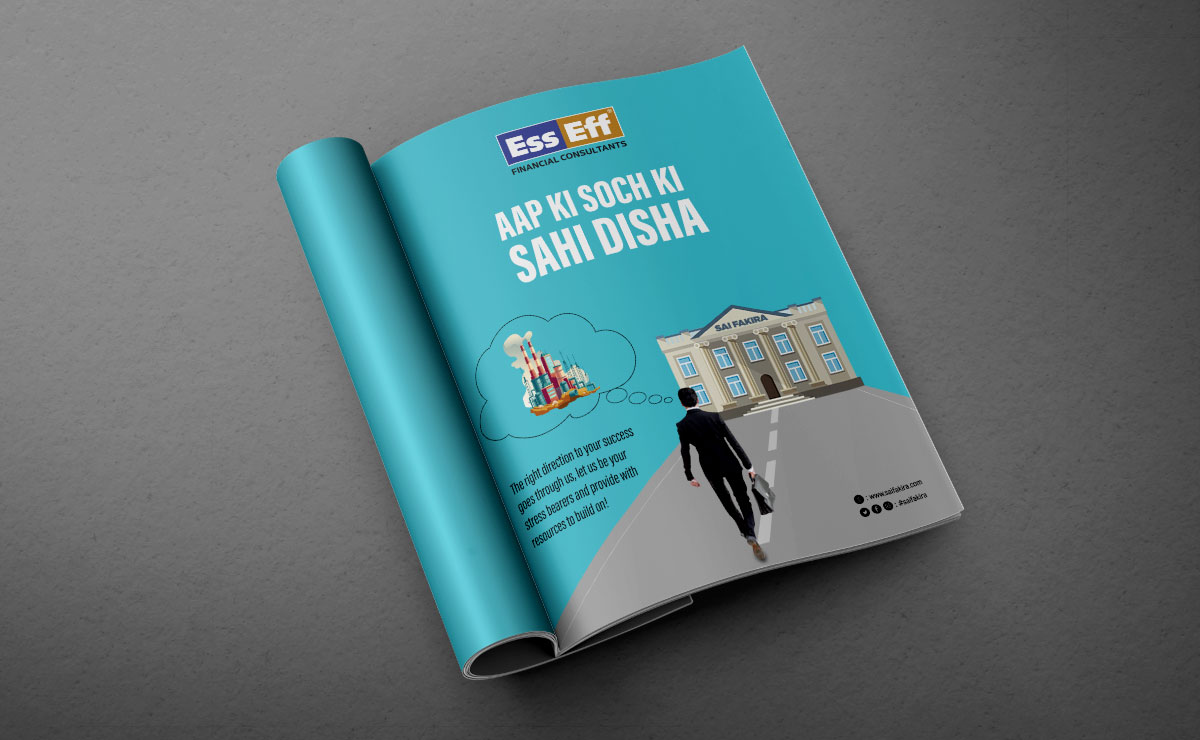 Ess Eff®
FINANCIAL CONSULTANTS
AAP KI SOCH KI
SAHI DISHA
SAI FAKIRA
The right direction to your success
goes through us, let us be your
stress bearers and provide with
resources to build on!
: www.saifakira.com
: #saifakira